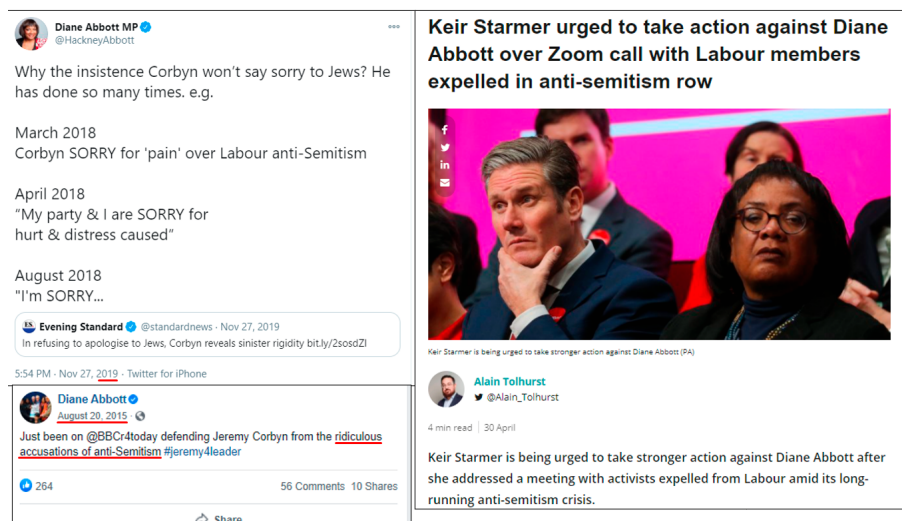 Diane Abbott MP
@HackneyAbbott
Why the insistence Corbyn won't say sorry to Jews? He
has done so many times. e.g.
March 2018
Corbyn SORRY for 'pain' over Labour anti-Semitism
April 2018
“My party & I are SORRY for
hurt & distress caused”
August 2018
"I'm SORRY...
ES Evening Standard @standardnews · Nov 27, 2019
In refusing to apologise to Jews, Corbyn reveals sinister rigidity bit.ly/2sosdZl
5:54 PM · Nov 27, 2019 · Twitter for iPhone
Diane Abbott
August 20, 2015 ·
Just been on @BBCr4today defending Jeremy Corbyn from the ridiculous
accusations of anti-Semitism #jeremy4leader
264
56 Comments 10 Shares
Share
Keir Starmer urged to take action against Diane
Abbott over Zoom call with Labour members
expelled in anti-semitism row
Keir Starmer is being urged to take stronger action against Diane Abbott (PA)
Alain Tolhurst
@Alain_Tolhurst
4 min read 30 April
Keir Starmer is being urged to take stronger action against Diane Abbott after
she addressed a meeting with activists expelled from Labour amid its long-
running anti-semitism crisis.